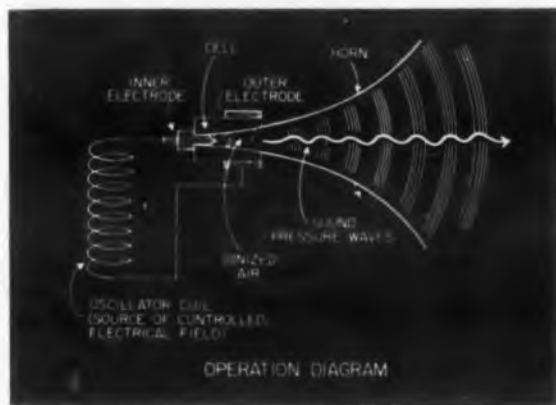 CELL
HORN
INNER
ELECTRODE
OUTER
ELECTRODE
SOUND
PRESSURE WAVES
IONIZED
AIR
OSCILLATOR COIL
(SOURCE OF CONTROLLED
ELECTRICAL FIELD)
OPERATION DIAGRAM